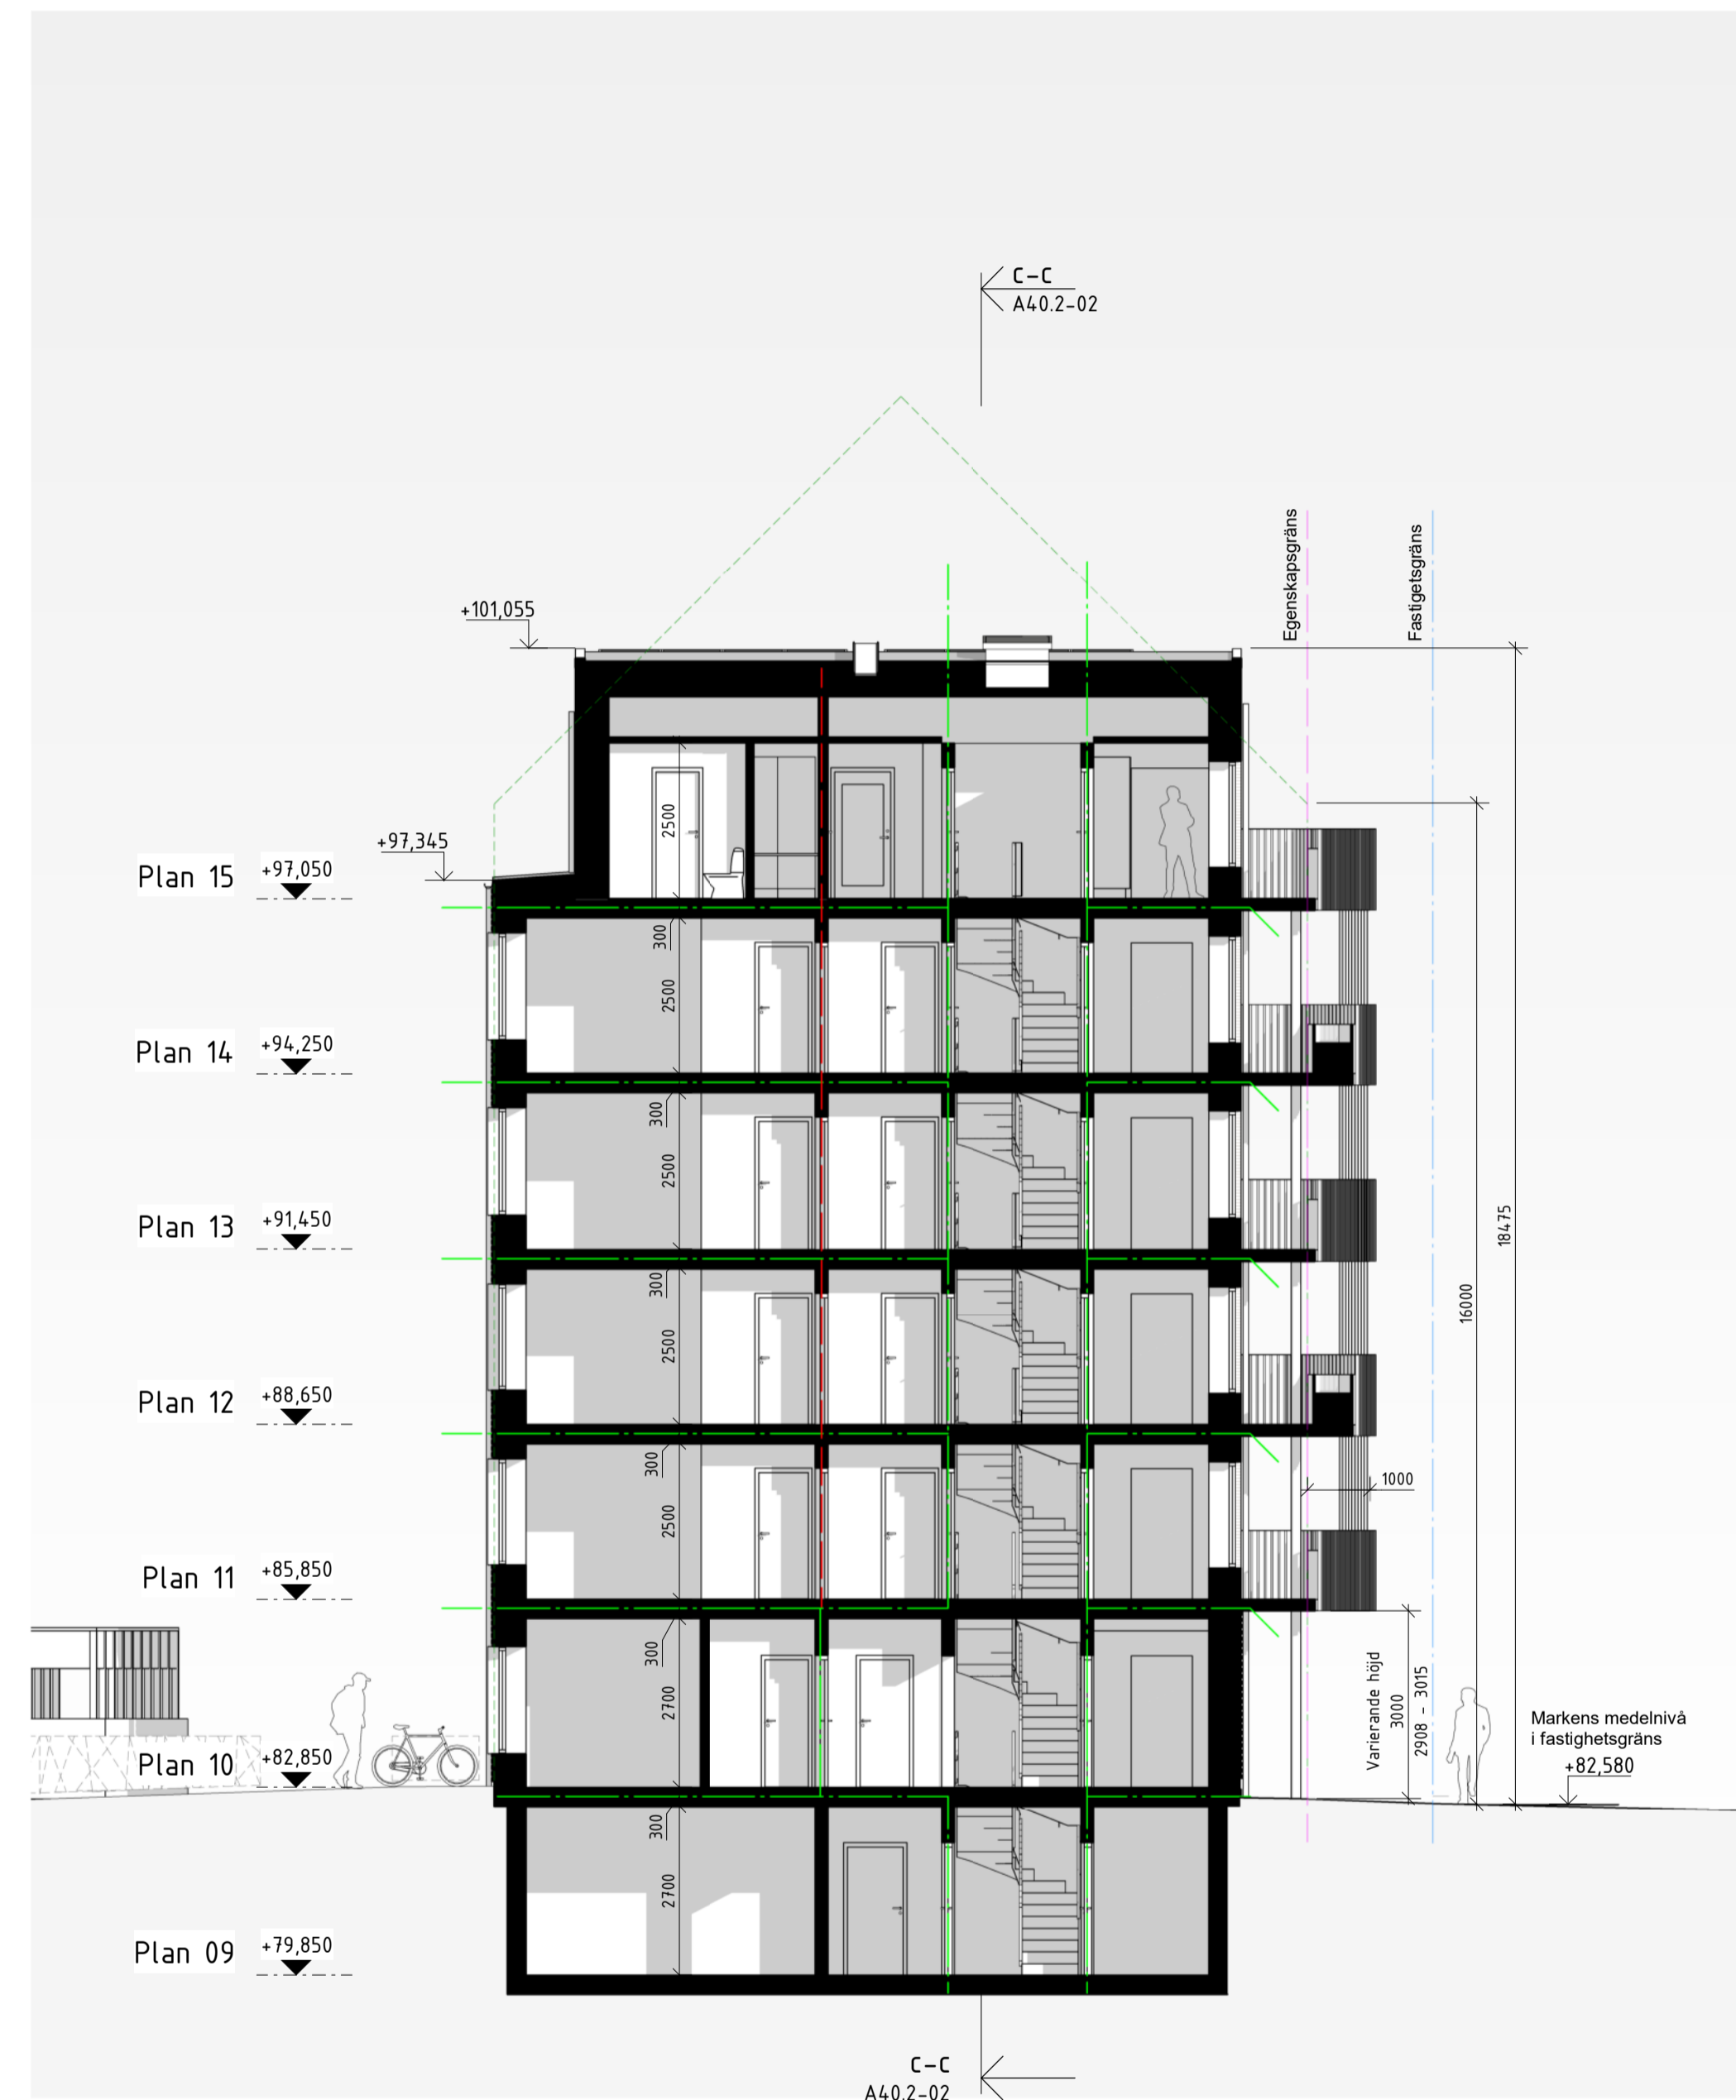 C-C
A40.2-02
Egenskapsgräns
Fastigetsgräns
+101,055
+97,345
Plan 15 +97,050
2500
300
2500
Plan 14 +94,250
300
2500
18475
Plan 13 +91,450
300
16000
2500
Plan 12 +88,650
300
1000
2500
Plan 11 +85,850
300
2700
Varierande höjd
3000
2908 - 3015
Markens medelnivå
i fastighetsgräns
+82,580
Plan 10 +82,850
300
2700
Plan 09 +79,850
C-C
A40.2-02